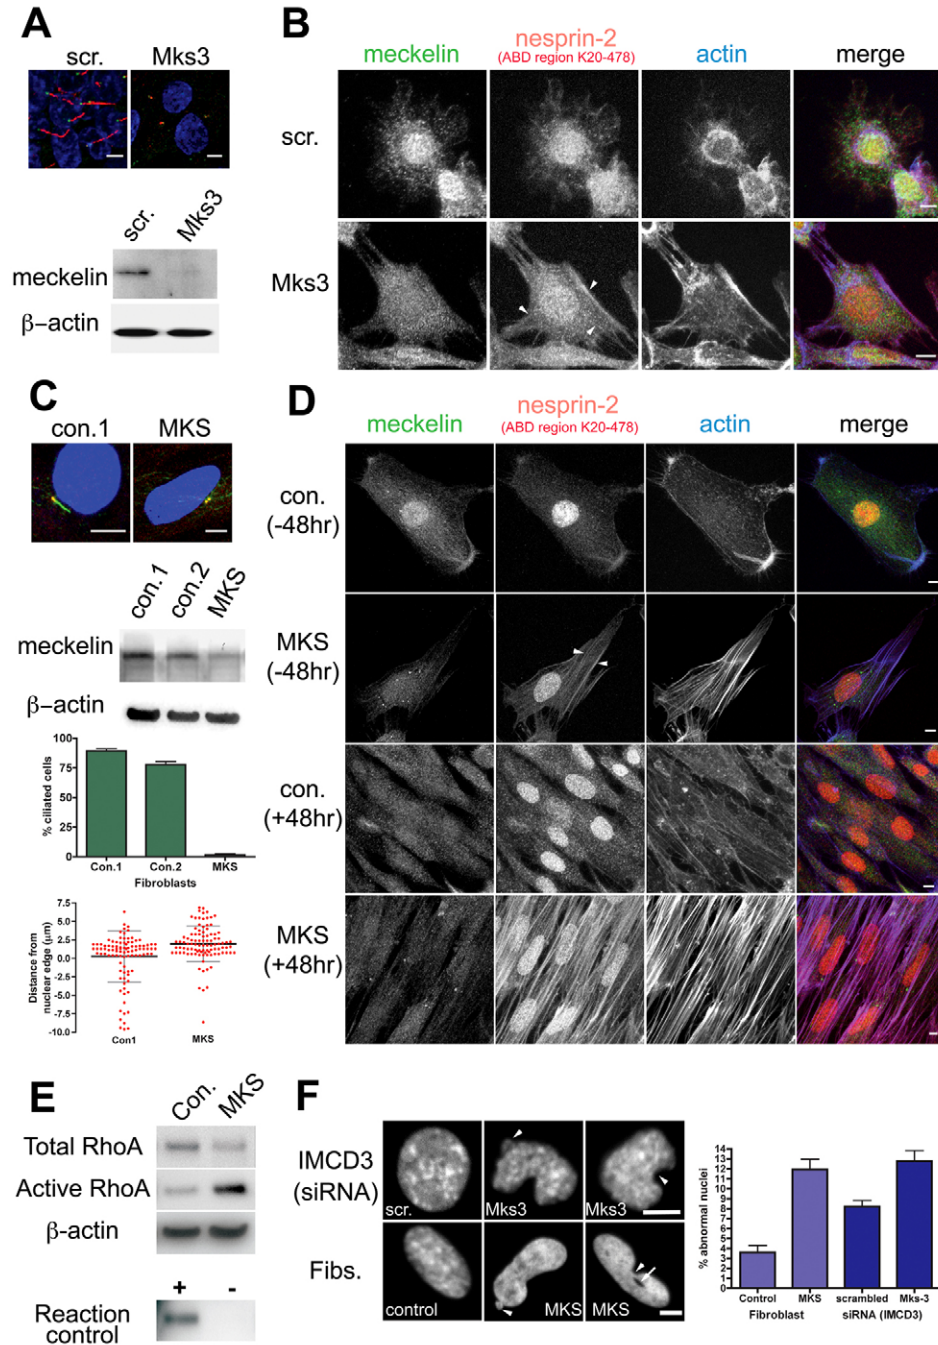 A
scr. Mks3
scr. Mks3
meckelin
β-actin
B
meckelin nesprin-2 actin merge
(ABD region K20-478)
scr.
Mks3
C
con.1 MKS
con.1 con.2 MKS
meckelin
β-actin
% ciliated cells
75
50
25
0
Con.1 Con.2 MKS
Fibroblasts
Distance from
nuclear edge (μm)
7.5
5.0
2.5
0.0
-2.5
-5.0
-7.5
-10.0
Con1 MKS
D
meckelin nesprin-2 actin merge
(ABD region K20-478)
con.
(-48hr)
MKS
(-48hr)
con.
(+48hr)
MKS
(+48hr)
E
Con. MKS
Total RhoA
Active RhoA
β-actin
+ -
Reaction
control
F
IMCD3
(siRNA)
scr. Mks3 Mks3
Fibs.
control MKS MKS
% abnormal nuclei
14
13
12
11
10
9
8
7
6
5
4
3
2
1
0
Control MKS scrambled Mks-3
Fibroblast siRNA (IMCD3)